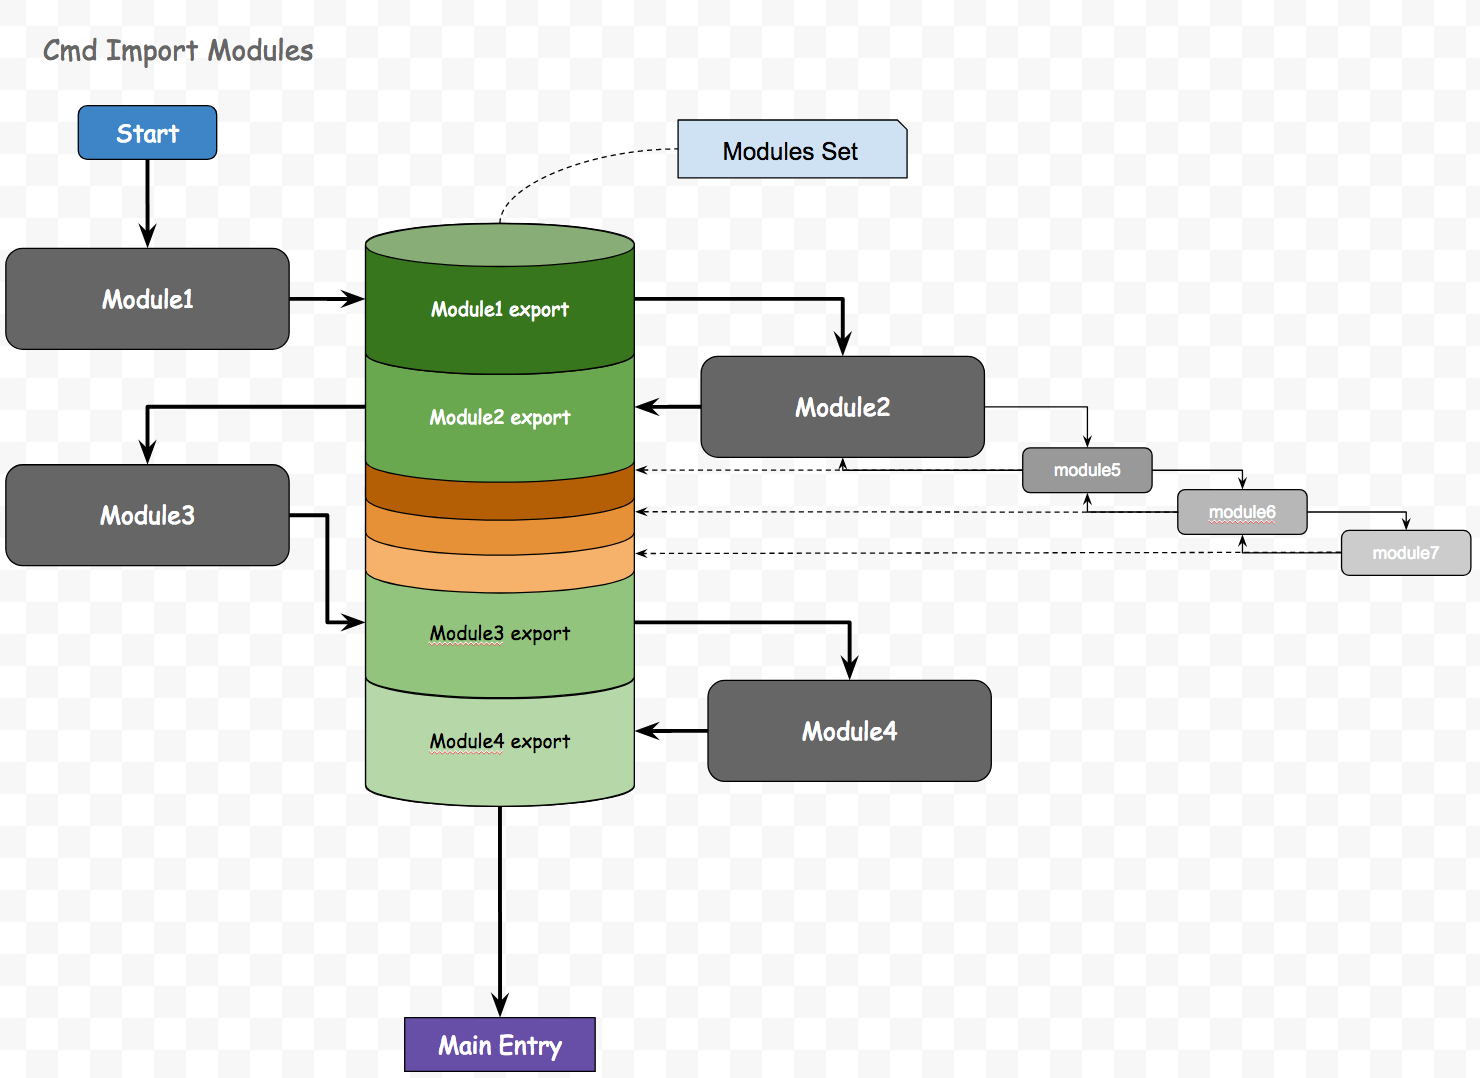 Cmd Import Modules
Start
Modules Set
Module1
Module1 export
Module2
Module2 export
module5
Module3
module6
module7
Module3 export
Module4
Module4 export
Main Entry